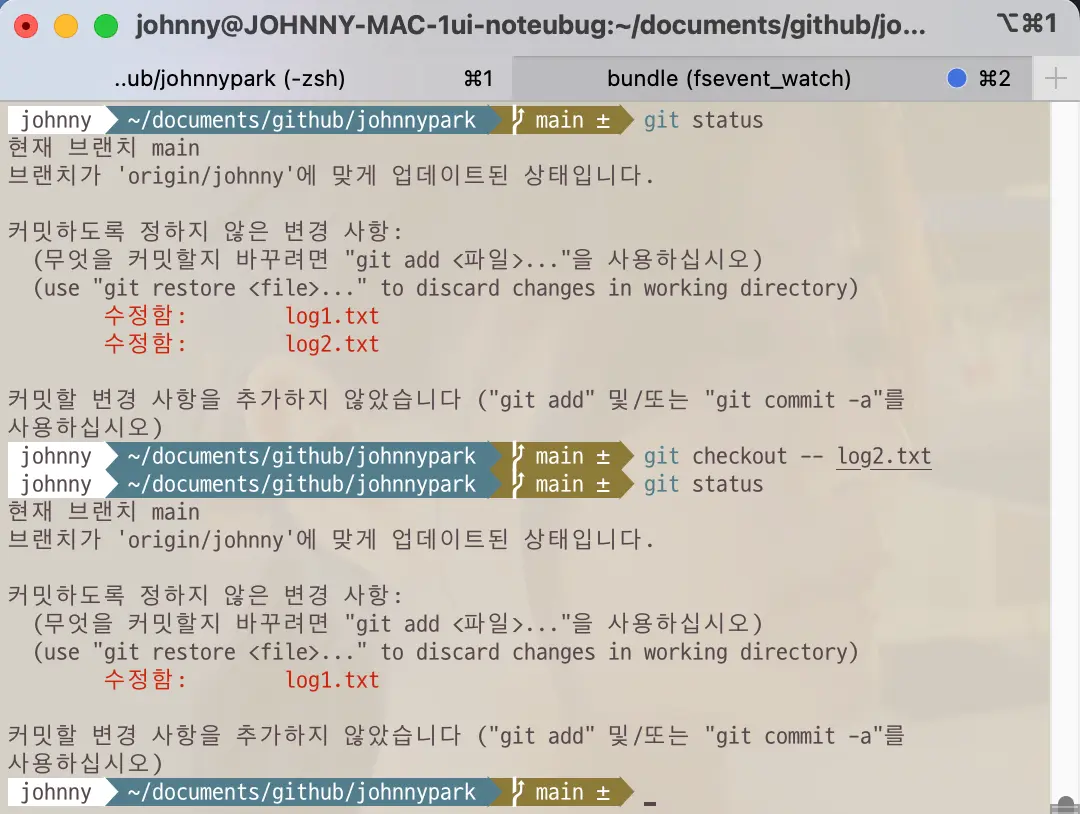 johnny@JOHNNY-MAC-1ui-noteubug:~/documents/github/jo... ⌥⌘1
..ub/johnnypark (-zsh) ⌘1 bundle (fsevent_watch) ⌘2
johnny ~/documents/github/johnnypark main ± git status
현재 브랜치 main
브랜치가 'origin/johnny'에 맞게 업데이트된 상태입니다.
커밋하도록 정하지 않은 변경 사항:
(무엇을 커밋할지 바꾸려면 "git add <파일>..."을 사용하십시오)
(use "git restore <file>..." to discard changes in working directory)
수정함: log1.txt
수정함: log2.txt
커밋할 변경 사항을 추가하지 않았습니다 ("git add" 및/또는 "git commit -a"를
사용하십시오)
johnny ~/documents/github/johnnypark main ± git checkout -- log2.txt
johnny ~/documents/github/johnnypark main ± git status
현재 브랜치 main
브랜치가 'origin/johnny'에 맞게 업데이트된 상태입니다.
커밋하도록 정하지 않은 변경 사항:
(무엇을 커밋할지 바꾸려면 "git add <파일>..."을 사용하십시오)
(use "git restore <file>..." to discard changes in working directory)
수정함: log1.txt
커밋할 변경 사항을 추가하지 않았습니다 ("git add" 및/또는 "git commit -a"를
사용하십시오)
johnny ~/documents/github/johnnypark main ±